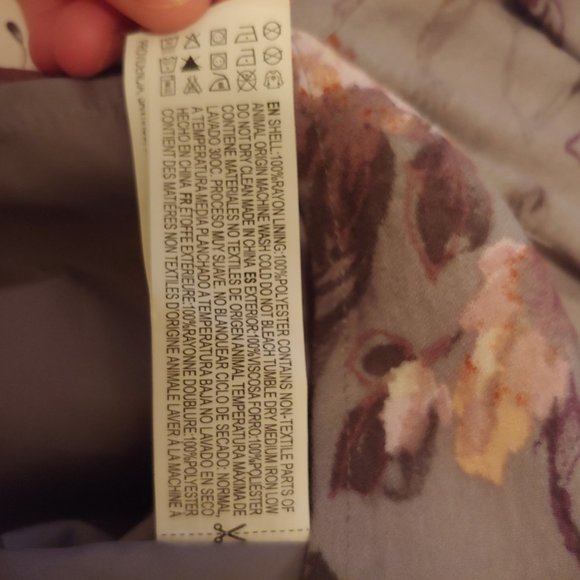 EN SHELL:100%RAYON LINING:100%POLYESTER CONTAINS NON-TEXTILE PARTS OF
ANIMAL ORIGIN MACHINE WASH COLD DO NOT BLEACH TUMBLE DRY MEDIUM IRON LOW
DO NOT DRY CLEAN MADE IN CHINA ES EXTERIOR:100%VISCOSA FORRO:100%POLIÉSTER
CONTIENE MATERIALES NO TEXTILES DE ORIGEN ANIMAL TEMPERATURA MÁXIMA DE
LAVADO 30OC. PROCESO MUY SUAVE. NO BLANQUEAR CICLO DE SECADO: NORMAL,
A TEMPERATURA MEDIA PLANCHADO A TEMPERATURA BAJA NO LAVADO EN SECO
HECHO EN CHINA FR ETOFFE EXTERIEURE:100%RAYONNE DOUBLURE:100%POLYESTER
CONTIENT DES MATIÈRES NON TEXTILES D'ORIGINE ANIMALE LAVER À LA MACHINE À